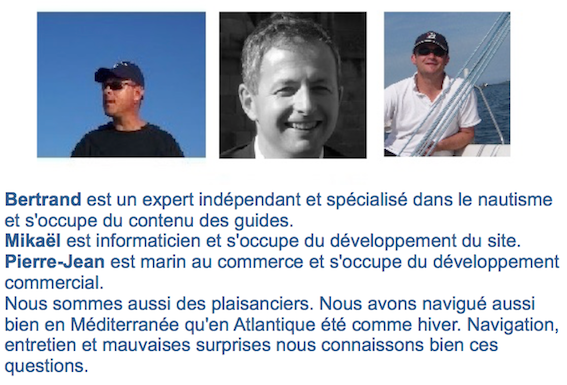 Bertrand est un expert indépendant et spécialisé dans le nautisme
et s'occupe du contenu des guides.
Mikaël est informaticien et s'occupe du développement du site.
Pierre-Jean est marin au commerce et s'occupe du développement
commercial.
Nous sommes aussi des plaisanciers. Nous avons navigué aussi
bien en Méditerranée qu'en Atlantique été comme hiver. Navigation,
entretien et mauvaises surprises nous connaissons bien ces
questions.